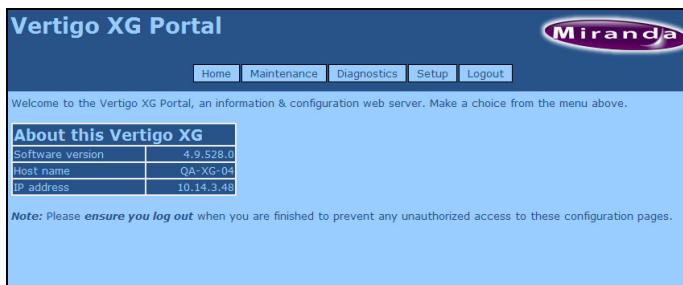 Vertigo XG Portal
Miranda
Home Maintenance Diagnostics Setup Logout
Welcome to the Vertigo XG Portal, an information & configuration web server. Make a choice from the menu above.
About this Vertigo XG
Software version 4.9.528.0
Host name QA-XG-04
IP address 10.14.3.48
Note: Please ensure you log out when you are finished to prevent any unauthorized access to these configuration pages.